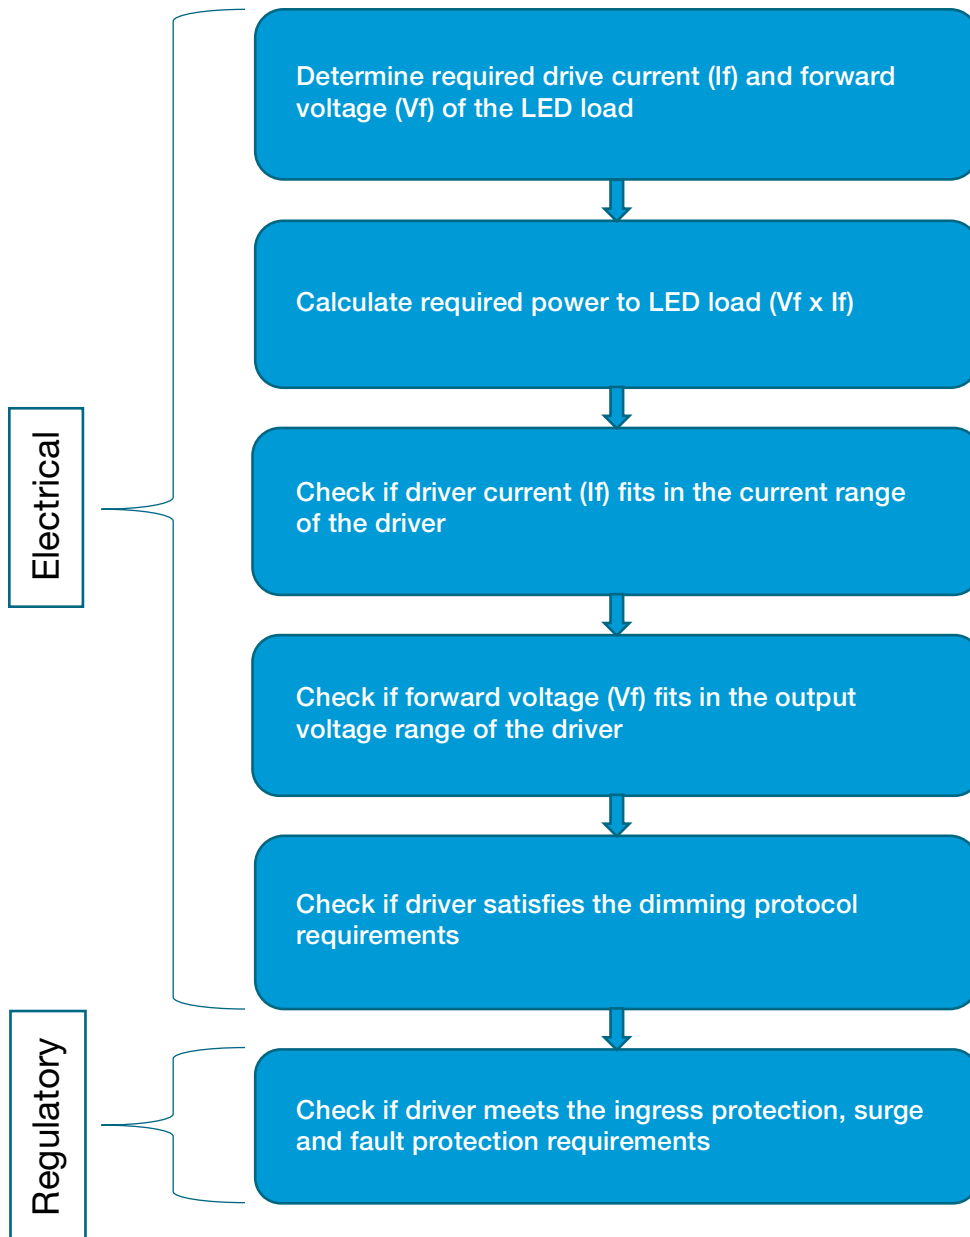 Determine required drive current (If) and forward
voltage (Vf) of the LED load
Calculate required power to LED load (Vf x If)
Electrical
Check if driver current (If) fits in the current range
of the driver
Check if forward voltage (Vf) fits in the output
voltage range of the driver
Check if driver satisfies the dimming protocol
requirements
Regulatory
Check if driver meets the ingress protection, surge
and fault protection requirements